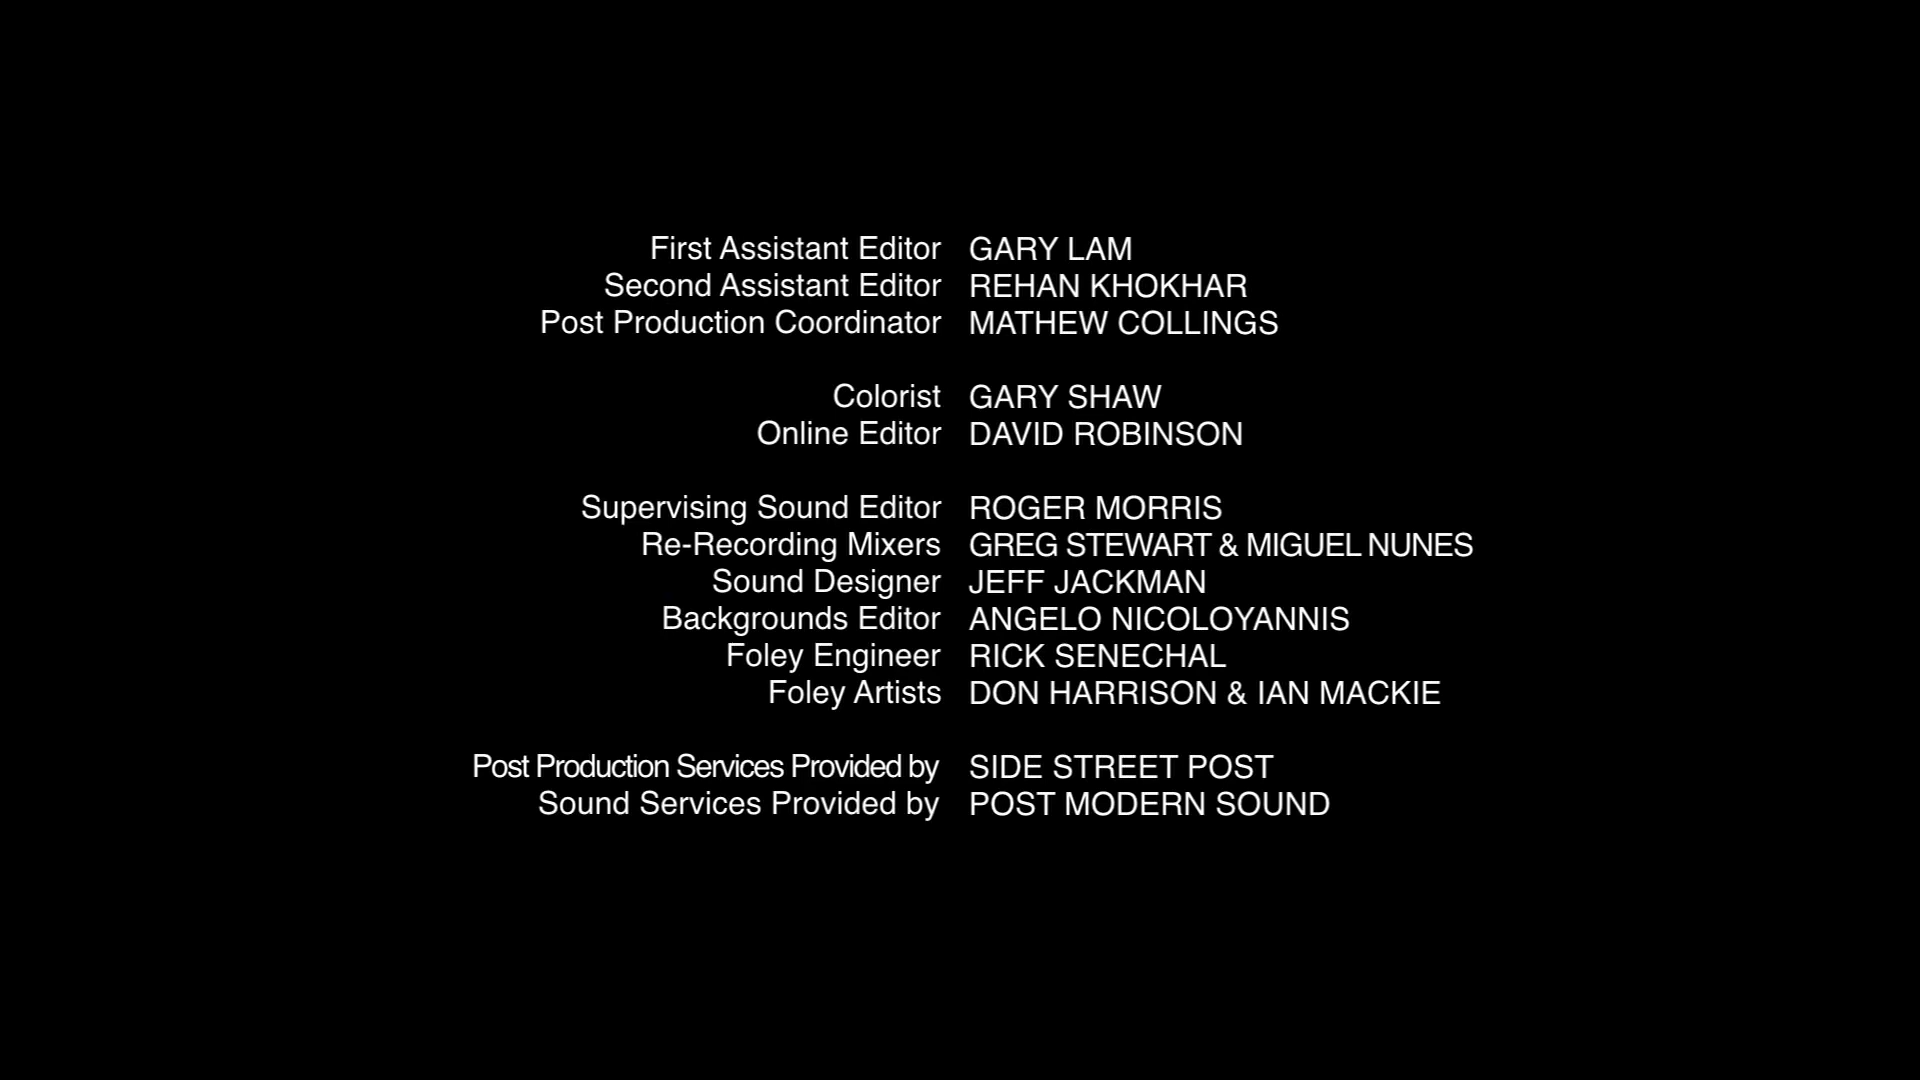 First Assistant Editor GARY LAM
Second Assistant Editor REHAN KHOKHAR
Post Production Coordinator MATHEW COLLINGS
Colorist GARY SHAW
Online Editor DAVID ROBINSON
Supervising Sound Editor ROGER MORRIS
Re-Recording Mixers GREG STEWART & MIGUEL NUNES
Sound Designer JEFF JACKMAN
Backgrounds Editor ANGELO NICOLOYANNIS
Foley Engineer RICK SENECHAL
Foley Artists DON HARRISON & IAN MACKIE
Post Production Services Provided by SIDE STREET POST
Sound Services Provided by POST MODERN SOUND